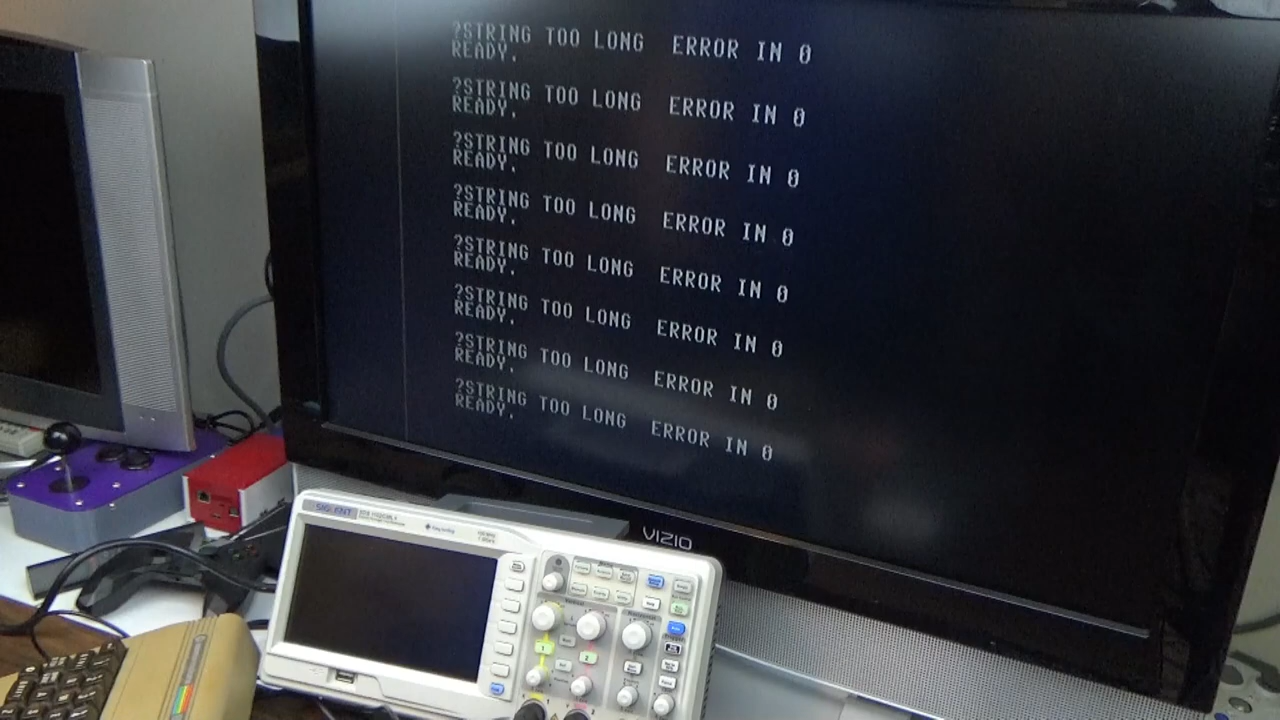 ?STRING TOO LONG  ERROR IN 0
READY.
?STRING TOO LONG  ERROR IN 0
READY.
?STRING TOO LONG  ERROR IN 0
READY.
?STRING TOO LONG  ERROR IN 0
READY.
?STRING TOO LONG  ERROR IN 0
READY.
?STRING TOO LONG  ERROR IN 0
READY.
?STRING TOO LONG  ERROR IN 0
READY.
?STRING TOO LONG  ERROR IN 0
READY.
VIZIO
SIGLENT